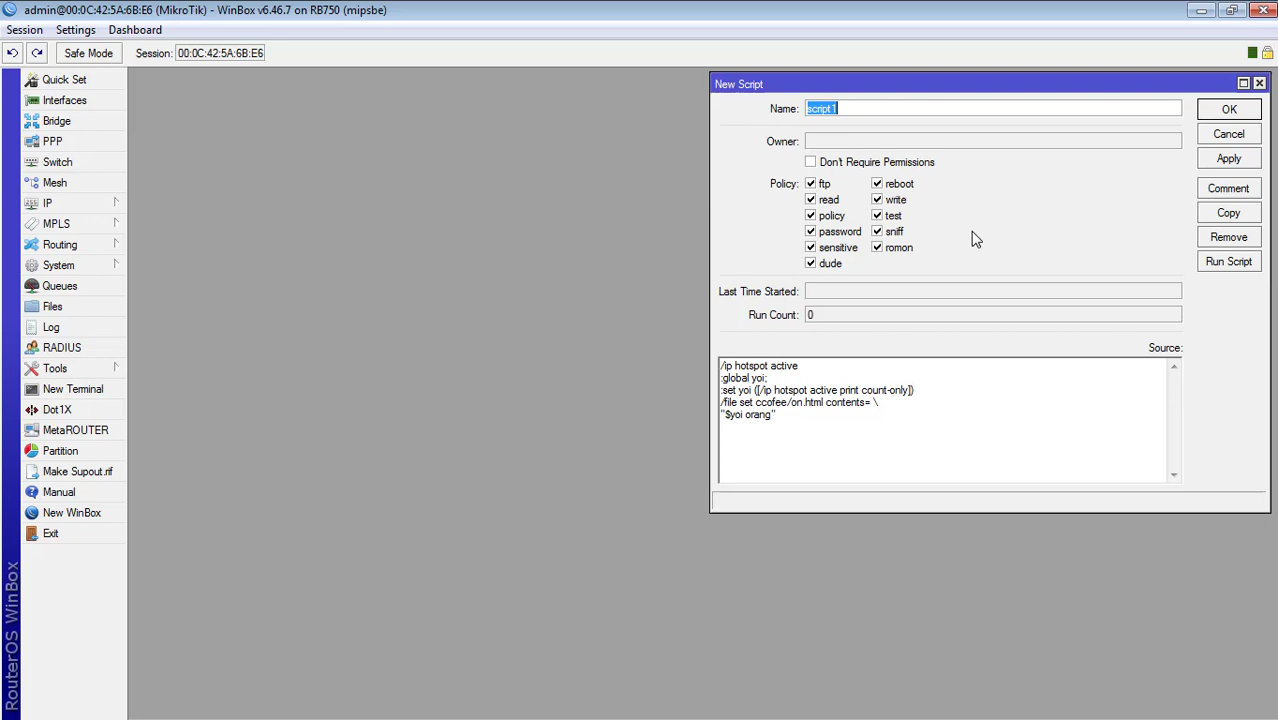 admin@00:0C:42:5A:6B:E6 (MikroTik) - WinBox v6.46.7 on RB750 (mipsbe)
Session Settings Dashboard
Safe Mode Session: 00:0C:42:5A:6B:E6
Quick Set
Interfaces
Bridge
PPP
Switch
Mesh
IP
MPLS
Routing
System
Queues
Files
Log
RADIUS
Tools
New Terminal
Dot1X
MetaROUTER
Partition
Make Supout.rif
Manual
New WinBox
Exit
RouterOS WinBox
New Script
Name: script1
Owner:
Don't Require Permissions
Policy: ftp reboot
read write
policy test
password sniff
sensitive romon
dude
Last Time Started:
Run Count: 0
Source:
/ip hotspot active
:global yoi;
:set yoi ([/ip hotspot active print count-only])
/file set ccofee/on.html contents= \
"$yoi orang"
OK
Cancel
Apply
Comment
Copy
Remove
Run Script